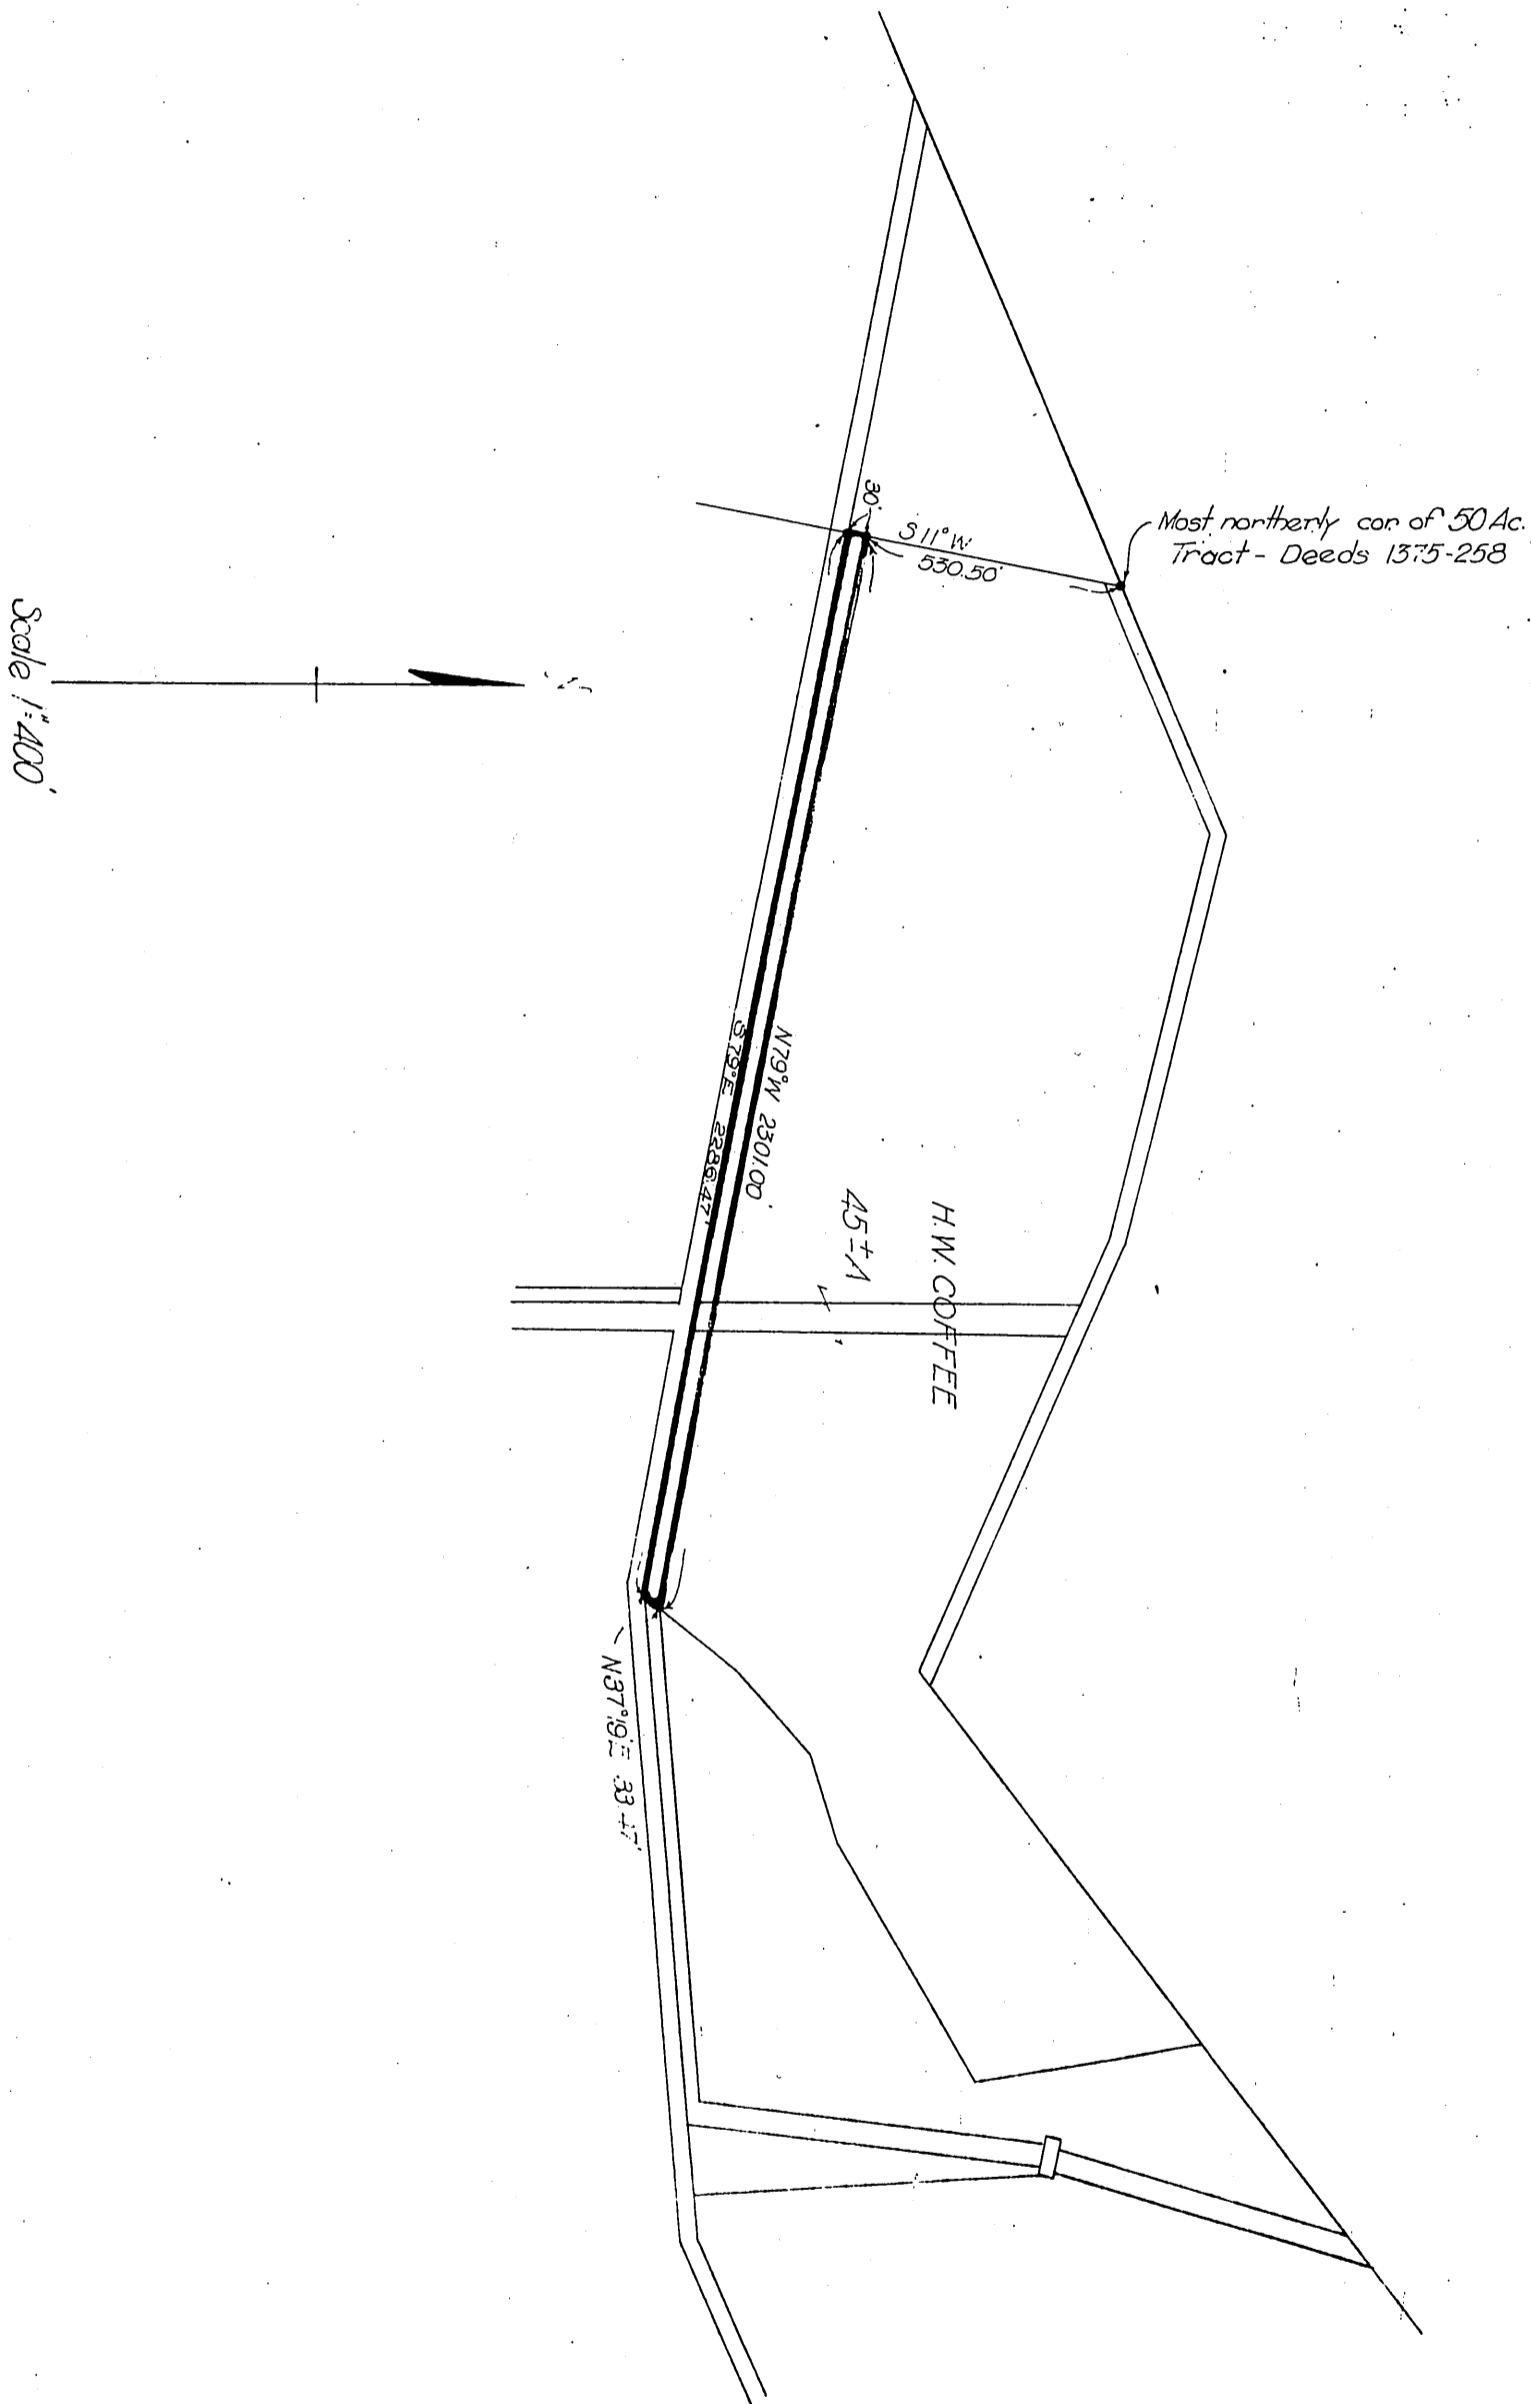 Most northerly cor. of 50 Ac.
Tract - Deeds 1375-258
30'
S 11° W
530.50'
N79°W 2301.00'
S 79° E 2286.47'
H.W. COFFEE
45±A
N37°19'E 33.47'
Scale 1"=400'